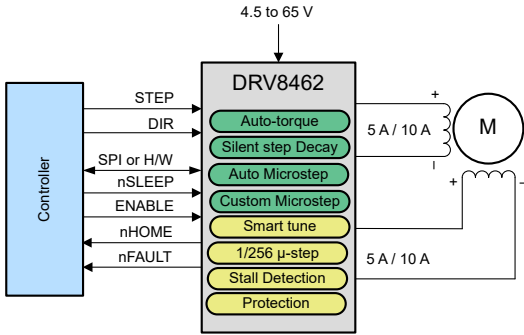 4.5 to 65 V
DRV8462
Controller
STEP
DIR
SPI or H/W
nSLEEP
ENABLE
nHOME
nFAULT
Auto-torque
Silent step Decay
Auto Microstep
Custom Microstep
Smart tune
1/256 µ-step
Stall Detection
Protection
+
5 A / 10 A
–
M
+ –
5 A / 10 A